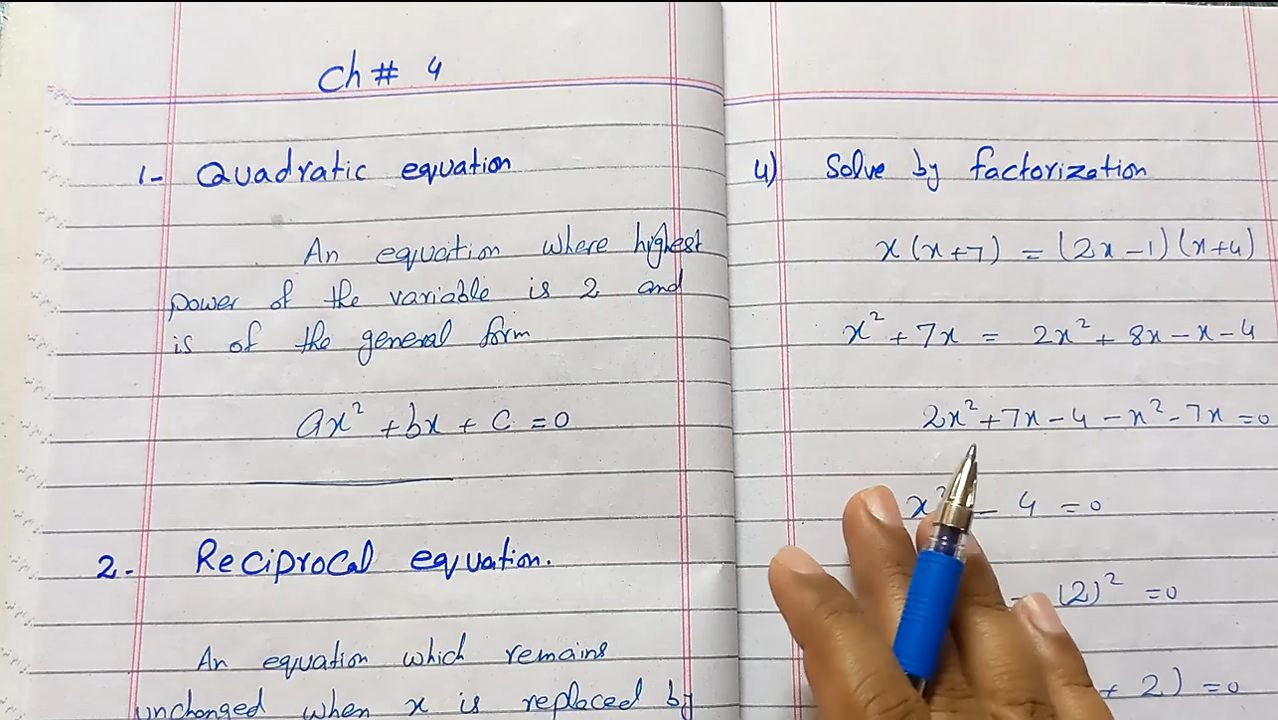 Ch # 4
1- Quadratic equation
An equation where highest
power of the variable is 2 and
is of the general form
ax² + bx + c = 0
2- Reciprocal equation.
An equation which remains
unchanged when x is replaced by
4) Solve by factorization
x(x+7) = (2x-1)(x+4)
x² + 7x = 2x² + 8x - x - 4
2x² + 7x - 4 - x² - 7x = 0
x² - 4 = 0
- (2)² = 0
+ 2) = 0